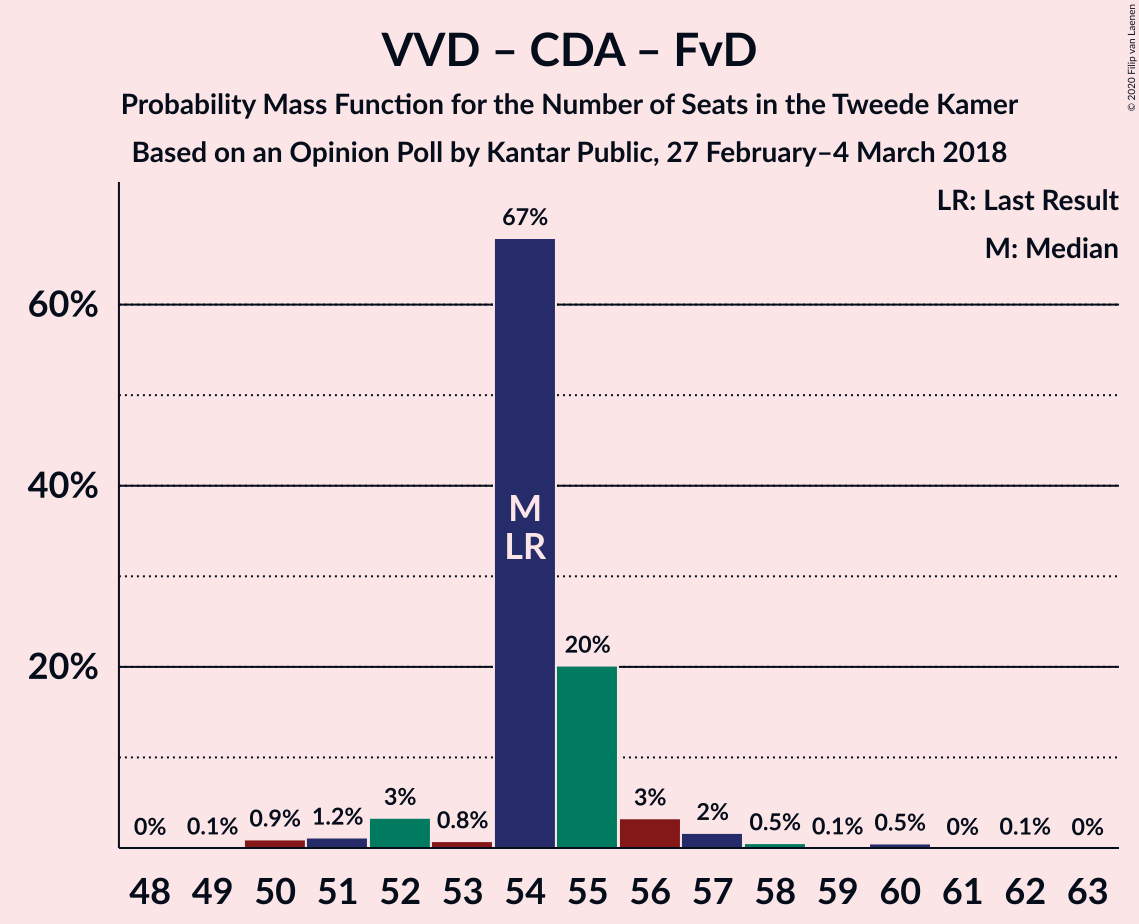 VVD – CDA – FvD
Probability Mass Function for the Number of Seats in the Tweede Kamer
Based on an Opinion Poll by Kantar Public, 27 February–4 March 2018
© 2020 Filip van Laenen
LR: Last Result
M: Median
67%
60%
40%
M
LR
20%
20%
0% 0.1% 0.9% 1.2% 3% 0.8% 3% 2% 0.5% 0.1% 0.5% 0% 0.1% 0%
48 49 50 51 52 53 54 55 56 57 58 59 60 61 62 63